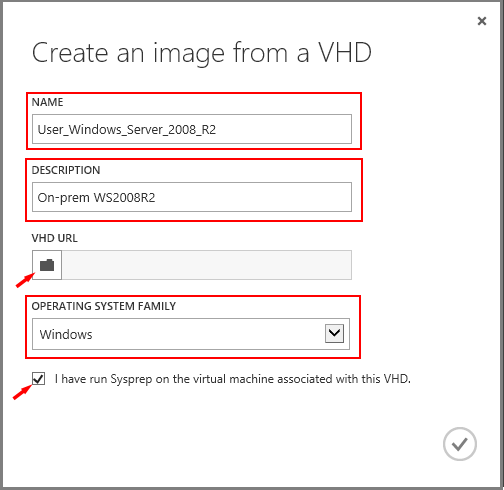 Create an image from a VHD
NAME
User_Windows_Server_2008_R2
DESCRIPTION
On-prem WS2008R2
VHD URL
OPERATING SYSTEM FAMILY
Windows
I have run Sysprep on the virtual machine associated with this VHD.